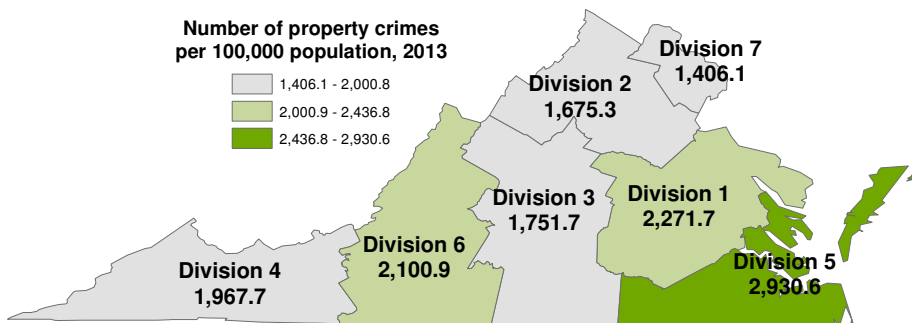 Number of property crimes
per 100,000 population, 2013
1,406.1 - 2,000.8
2,000.9 - 2,436.8
2,436.8 - 2,930.6
Division 7
1,406.1
Division 2
1,675.3
Division 3
1,751.7
Division 1
2,271.7
Division 6
2,100.9
Division 4
1,967.7
Division 5
2,930.6